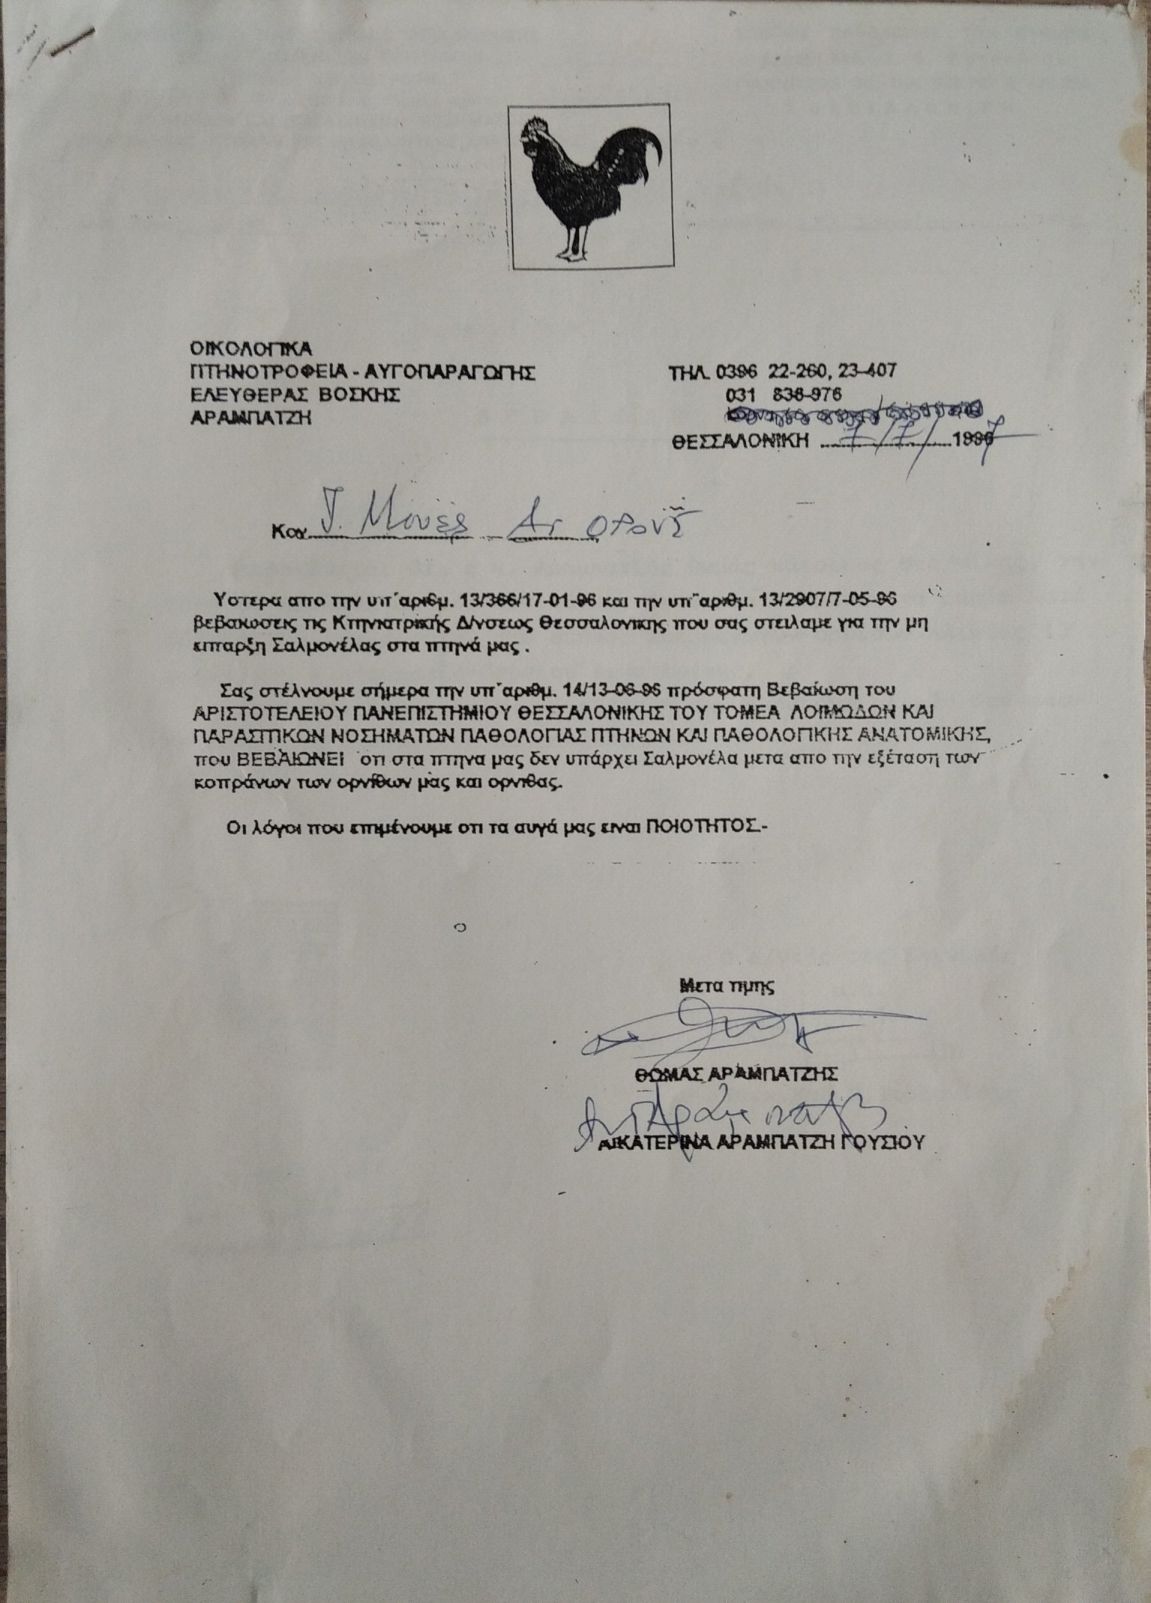 ΟΙΚΟΛΟΓΙΚΑ
ΠΤΗΝΟΤΡΟΦΕΙΑ - ΑΥΓΟΠΑΡΑΓΩΓΗΣ
ΕΛΕΥΘΕΡΑΣ ΒΟΣΚΗΣ
ΑΡΑΜΠΑΤΖΗ
ΤΗΛ. 0396 22-260, 23-407
031 838-976
ΘΕΣΣΑΛΟΝΙΚΗ 1/7/1997
Κον
Υστερα απο την υπ΄αριθμ. 13/366/17-01-96 και την υπ΄αριθμ. 13/2907/7-05-96
βεβαιωσεις τις Κτηνιατρικής Δ/νσεως Θεσσαλονικης που σας στειλαμε για την μη
επαρξη Σαλμονέλας στα πτηνά μας .
Σας στέλνουμε σήμερα την υπ΄αριθμ. 14/13-06-96 πρόσφατη Βεβαίωση του
ΑΡΙΣΤΟΤΕΛΕΙΟΥ ΠΑΝΕΠΙΣΤΗΜΙΟΥ ΘΕΣΣΑΛΟΝΙΚΗΣ ΤΟΥ ΤΟΜΕΑ ΛΟΙΜΩΔΩΝ ΚΑΙ
ΠΑΡΑΣΙΤΙΚΩΝ ΝΟΣΗΜΑΤΩΝ ΠΑΘΟΛΟΓΙΑΣ ΠΤΗΝΩΝ ΚΑΙ ΠΑΘΟΛΟΓΙΚΗΣ ΑΝΑΤΟΜΙΚΗΣ,
που ΒΕΒΑΙΩΝΕΙ οτι στα πτηνα μας δεν υπάρχει Σαλμονέλα μετα απο την εξέταση των
κοπράνων των ορνίθων μας και ορνιθας.
Οι λόγοι που επιμένουμε οτι τα αυγά μας ειναι ΠΟΙΟΤΗΤΟΣ.-
Μετα τιμης
ΘΩΜΑΣ ΑΡΑΜΠΑΤΖΗΣ
ΑΙΚΑΤΕΡΙΝΑ ΑΡΑΜΠΑΤΖΗ ΓΟΥΣΙΟΥ